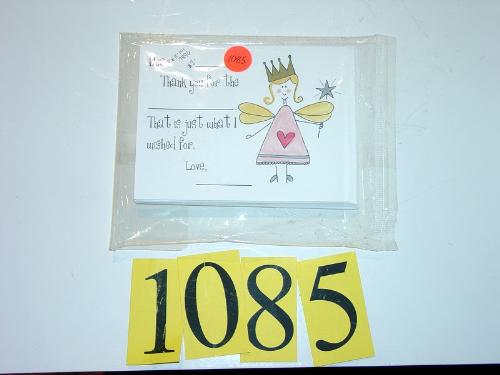 1085
Thank you for the
That is just what I
wished for.
Love,
1085